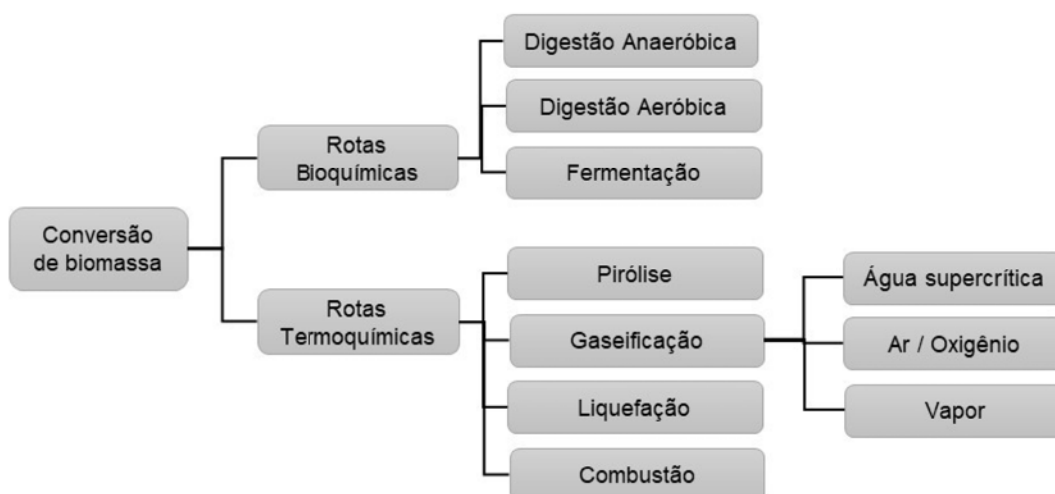 Conversão
de biomassa
Rotas
Bioquímicas
Digestão Anaeróbica
Digestão Aeróbica
Fermentação
Rotas
Termoquímicas
Pirólise
Gaseificação
Liquefação
Combustão
Água supercrítica
Ar / Oxigênio
Vapor